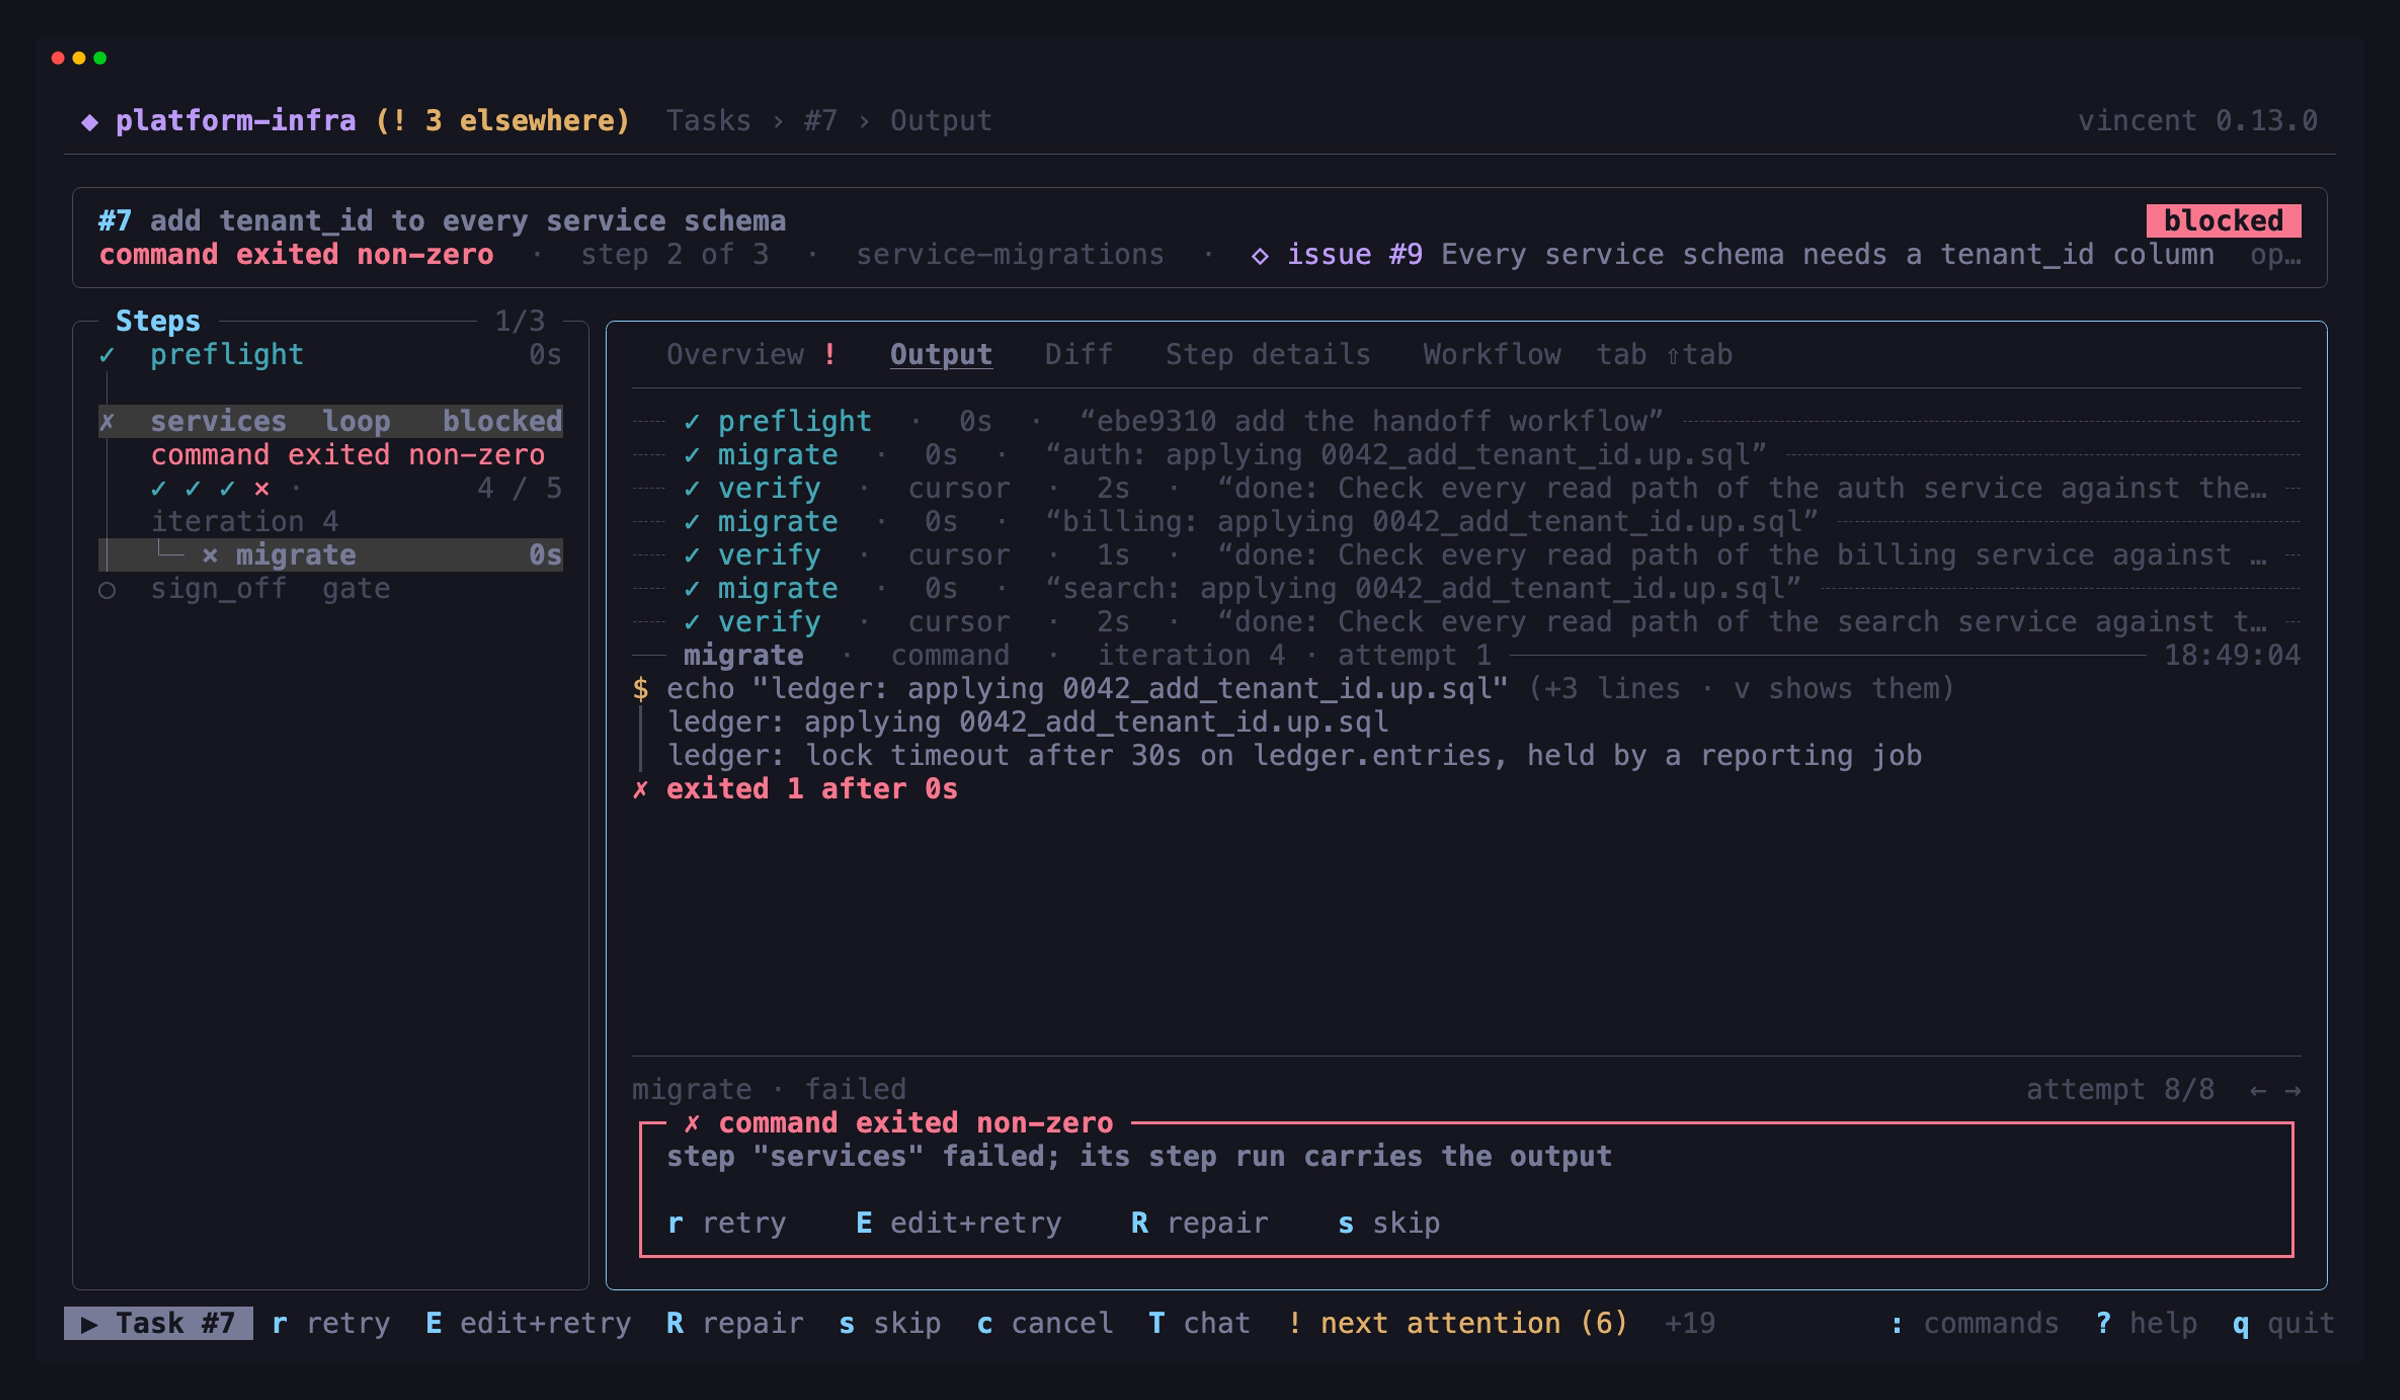 ◆ platform-infra (! 3 elsewhere) Tasks › #7 › Output vincent 0.13.0
#7 add tenant_id to every service schema blocked
command exited non-zero · step 2 of 3 · service-migrations · ◇ issue #9 Every service schema needs a tenant_id column op…
Steps 1/3
✓ preflight 0s
✗ services loop blocked
command exited non-zero
✓ ✓ ✓ × · 4 / 5
iteration 4
× migrate 0s
○ sign_off gate
Overview ! Output Diff Step details Workflow tab ⇧tab
✓ preflight · 0s · “ebe9310 add the handoff workflow”
✓ migrate · 0s · “auth: applying 0042_add_tenant_id.up.sql”
✓ verify · cursor · 2s · “done: Check every read path of the auth service against the…
✓ migrate · 0s · “billing: applying 0042_add_tenant_id.up.sql”
✓ verify · cursor · 1s · “done: Check every read path of the billing service against …
✓ migrate · 0s · “search: applying 0042_add_tenant_id.up.sql”
✓ verify · cursor · 2s · “done: Check every read path of the search service against t…
migrate · command · iteration 4 · attempt 1 18:49:04
$ echo "ledger: applying 0042_add_tenant_id.up.sql" (+3 lines · v shows them)
ledger: applying 0042_add_tenant_id.up.sql
ledger: lock timeout after 30s on ledger.entries, held by a reporting job
✗ exited 1 after 0s
migrate · failed attempt 8/8 ← →
✗ command exited non-zero
step "services" failed; its step run carries the output
r retry E edit+retry R repair s skip
▶ Task #7 r retry E edit+retry R repair s skip c cancel T chat ! next attention (6) +19 : commands ? help q quit